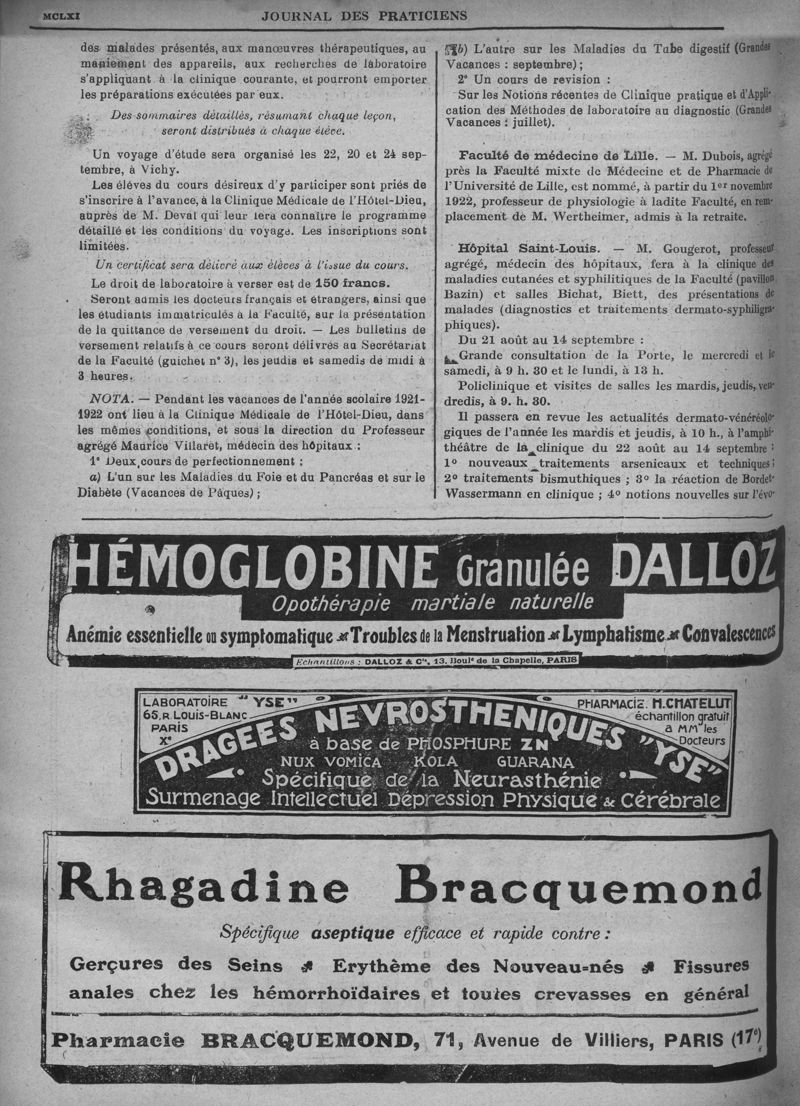 MCLXI
JOURNAL DES PRATICIENS
des malades présentés, aux manœuvres thérapeutiques, au
maniement des appareils, aux recherches de laboratoire
s'appliquant à la clinique courante, et pourront emporter
les préparations exécutées par eux.
Des sommaires détaillés, résumant chaque leçon,
seront distribués à chaque élève.
Un voyage d'étude sera organisé les 22, 20 et 24 sep-
tembre, à Vichy.
Les élèves du cours désireux d'y participer sont priés de
s'inscrire à l'avance, à la Clinique Médicale de l'Hôtel-Dieu,
auprès de M. Deval qui leur fera connaître le programme
détaillé et les conditions du voyage. Les inscriptions sont
limitées.
Un certificat sera délivré aux élèves à l'issue du cours.
Le droit de laboratoire à verser est de 150 francs.
Seront admis les docteurs français et étrangers, ainsi que
les étudiants immatriculés à la Faculté, sur la présentation
de la quittance de versement du droit. — Les bulletins de
versement relatifs à ce cours seront délivrés au Secrétariat
de la Faculté (guichet n° 3), les jeudis et samedis de midi à
3 heures.
NOTA. — Pendant les vacances de l'année scolaire 1921-
1922 ont lieu à la Clinique Médicale de l'Hôtel-Dieu, dans
les mêmes conditions, et sous la direction du Professeur
agrégé Maurice Villaret, médecin des hôpitaux :
1° Deux cours de perfectionnement :
a) L'un sur les Maladies du Foie et du Pancréas et sur le
Diabète (Vacances de Pâques) ;
b) L'autre sur les Maladies du Tube digestif (Grandes
Vacances : septembre) ;
2° Un cours de revision :
Sur les Notions récentes de Clinique pratique et d'Appli-
cation des Méthodes de laboratoire au diagnostic (Grandes
Vacances : juillet).
Faculté de médecine de Lille. — M. Dubois, agrégé
près la Faculté mixte de Médecine et de Pharmacie de
l'Université de Lille, est nommé, à partir du 1er novembre
1922, professeur de physiologie à ladite Faculté, en rem-
placement de M. Wertheimer, admis à la retraite.
Hôpital Saint-Louis. — M. Gougerot, professeur
agrégé, médecin des hôpitaux, fera à la clinique des
maladies cutanées et syphilitiques de la Faculté (pavillon
Bazin) et salles Bichat, Biett, des présentations de
malades (diagnostics et traitements dermato-syphiligra-
phiques).
Du 21 août au 14 septembre :
Grande consultation de la Porte, le mercredi et le
samedi, à 9 h. 30 et le lundi, à 13 h.
Policlinique et visites de salles les mardis, jeudis, ven-
dredis, à 9. h. 30.
Il passera en revue les actualités dermato-vénéréolo-
giques de l'année les mardis et jeudis, à 10 h., à l'amphi-
théâtre de la clinique du 22 août au 14 septembre :
1° nouveaux traitements arsenicaux et techniques ;
2° traitements bismuthiques ; 3° la réaction de Bordet-
Wassermann en clinique ; 4° notions nouvelles sur l'évo-
HÉMOGLOBINE Granulée DALLOZ
Opothérapie martiale naturelle
Anémie essentielle ou symptomatique Troubles de la Menstruation Lymphatisme Convalescences
Echantillons : DALLOZ & Cie, 13, Boulᵈ de la Chapelle, PARIS
LABORATOIRE "YSE"
65, R. LOUIS-BLANC
PARIS
Xe
PHARMACIE. H. CHATELUT
échantillon gratuit
à MM les
Docteurs
DRAGÉES NEVROSTHENIQUES "YSE"
à base de PHOSPHURE ZN
NUX VOMICA KOLA GUARANA
Spécifique de la Neurasthénie
Surmenage Intellectuel Dépression Physique & Cérébrale
Rhagadine Bracquemond
Spécifique aseptique efficace et rapide contre :
Gerçures des Seins Erythème des Nouveau-nés Fissures
anales chez les hémorrhoïdaires et toutes crevasses en général
Pharmacie BRACQUEMOND, 71, Avenue de Villiers, PARIS (17e)